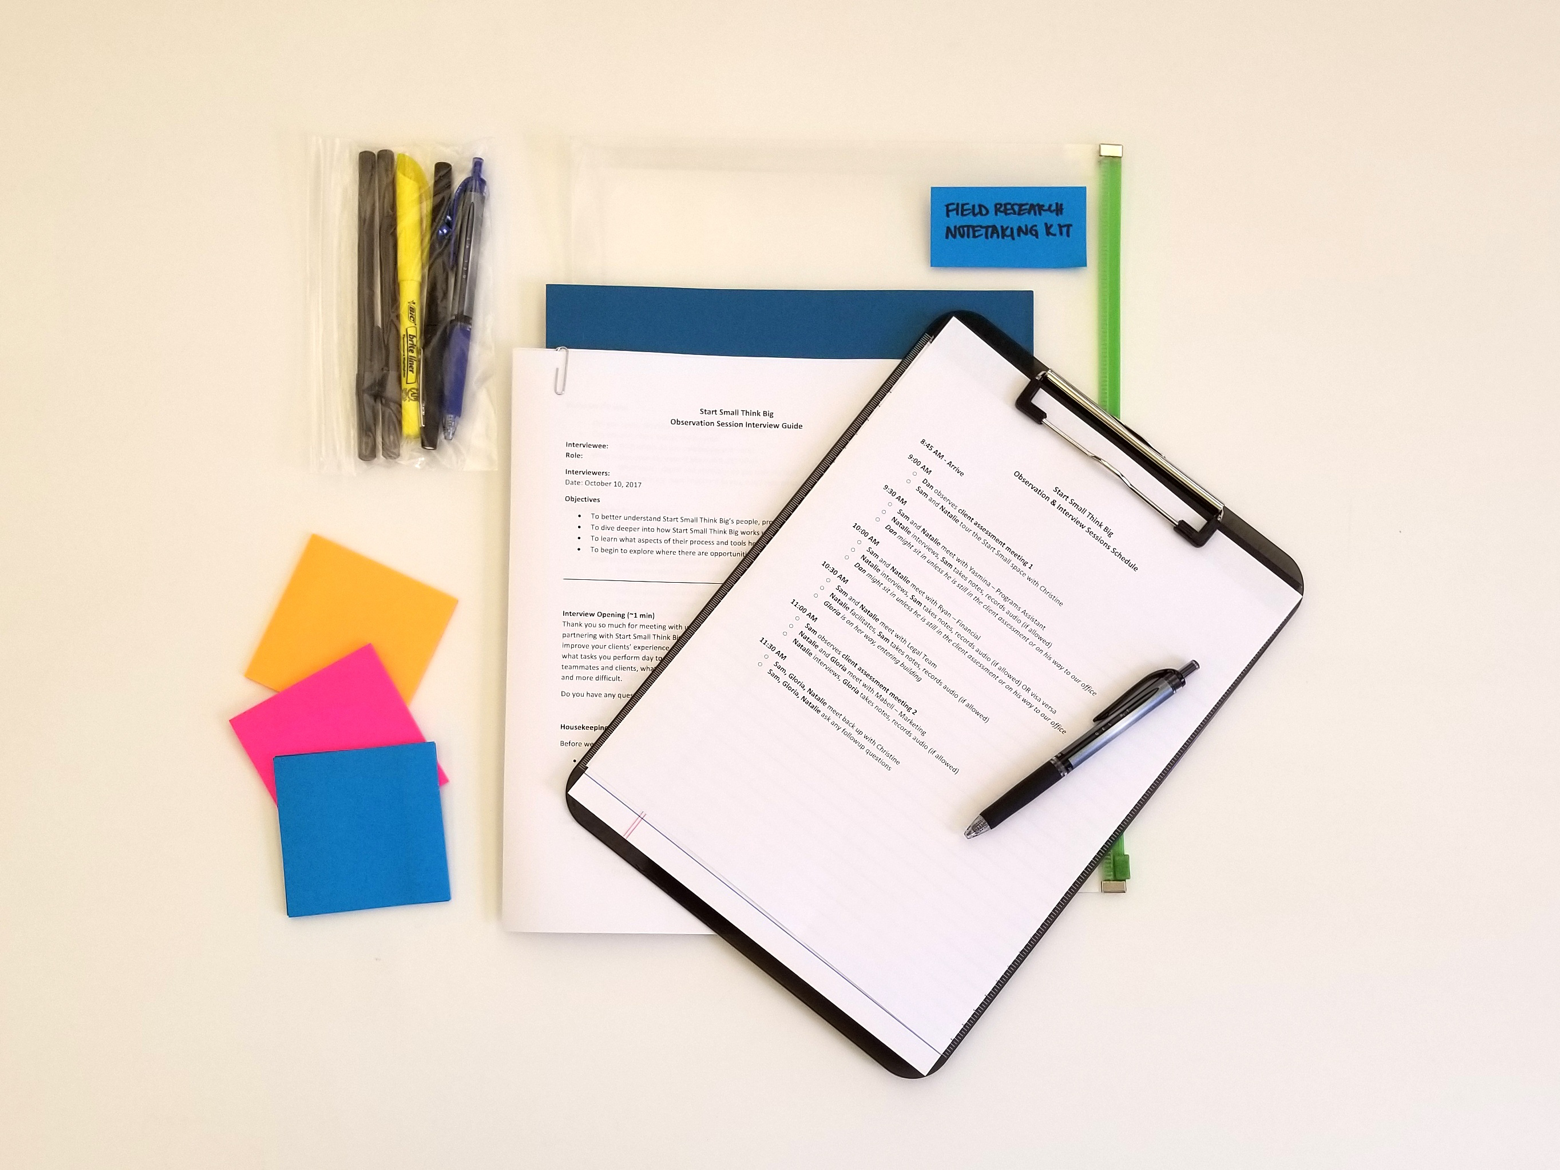 FIELD RESEARCH
NOTETAKING KIT
BIC
brite liner
Start Small Think Big
Observation Session Interview Guide
Interviewee:
Role:
Interviewers:
Date: October 10, 2017
Objectives
• To better understand Start Small Think Big's people,
• To dive deeper into how Start Small Think Big works
• To learn what aspects of their process and tools
• To begin to explore where there are
Interview Opening (~1 min)
Thank you so much for meeting with
partnering with Start Small Think
improve your clients' experience
what tasks you perform day to
teammates and clients,
and more difficult.
Do you have any
Housekeeping
Before
Start Small Think Big
Observation & Interview Sessions Schedule
8:45 AM - Arrive
9:00 AM
○ Dan observes client assessment meeting 1
○ Sam and Natalie tour the Start Small space with Christine
9:30 AM
○ Sam and Natalie meet with Yasmina – Programs Assistant
○ Natalie interviews, Sam takes notes, records audio (if allowed)
○ Dan might sit in unless he is still in the client assessment or on his way to our office
10:00 AM
○ Sam and Natalie meet with Ryan – Financial
○ Natalie interviews, Sam takes notes, records audio (if allowed) OR visa versa
○ Dan might sit in unless he is still in the client assessment or on his way to our office
10:30 AM
○ Sam and Natalie meet with Legal Team
○ Natalie facilitates, Sam takes notes, records audio (if allowed)
○ Gloria is on her way, entering building
11:00 AM
○ Sam observes client assessment meeting 2
○ Natalie and Gloria meet with Mabell – Marketing
○ Natalie interviews, Gloria takes notes, records audio (if allowed)
11:30 AM
○ Sam, Gloria, Natalie meet back up with Christine
○ Sam, Gloria, Natalie ask any followup questions